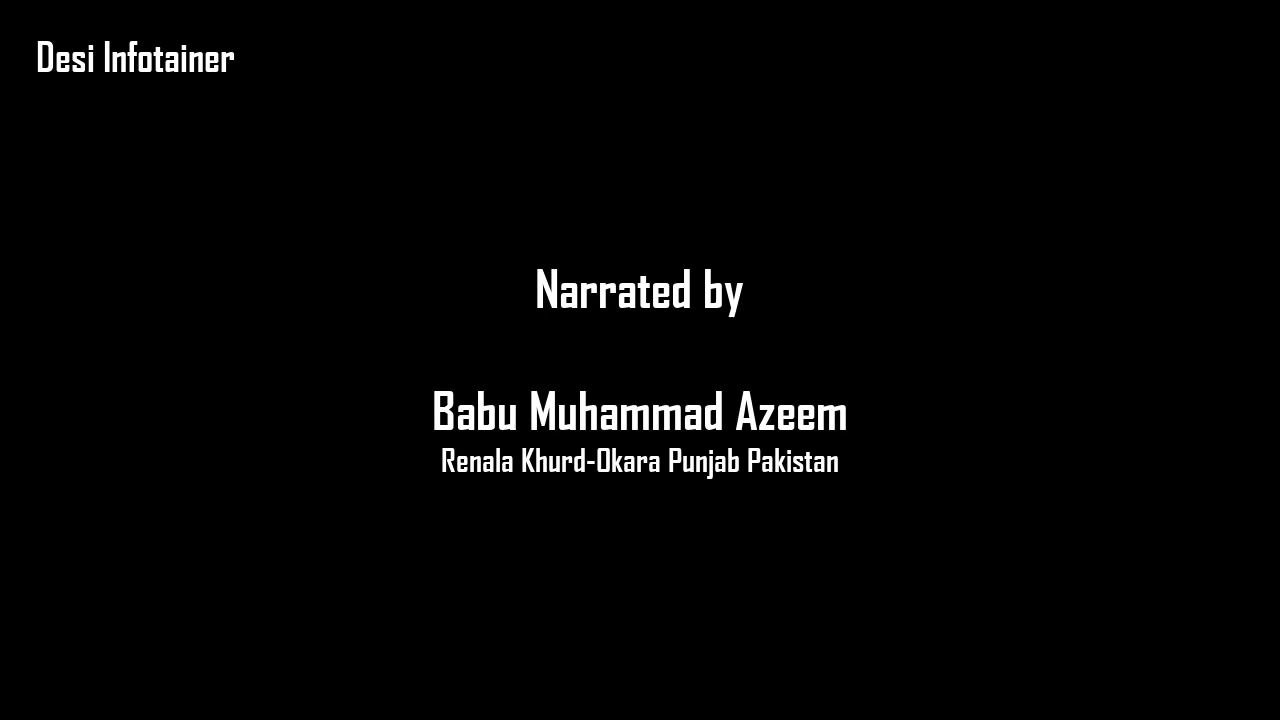 Desi Infotainer
Narrated by
Babu Muhammad Azeem
Renala Khurd-Okara Punjab Pakistan